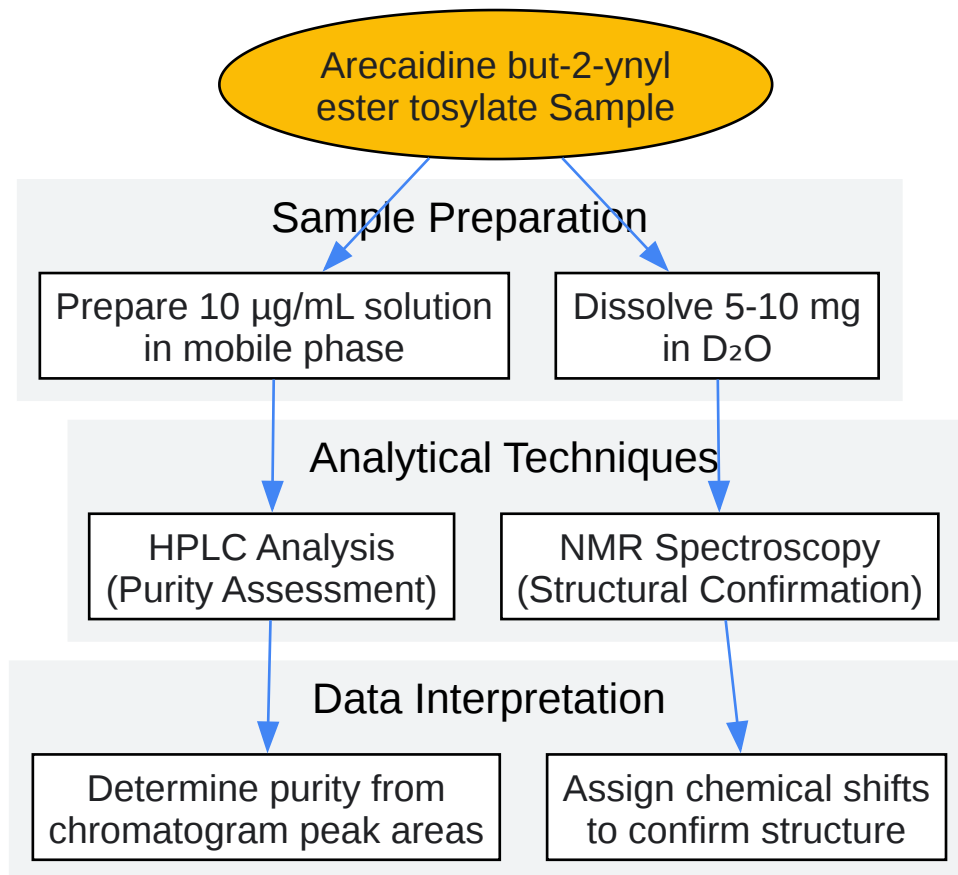 Arecaidine but-2-ynyl
ester tosylate Sample
Sample Preparation
Prepare 10 µg/mL solution
in mobile phase
Dissolve 5-10 mg
in D₂O
Analytical Techniques
HPLC Analysis
(Purity Assessment)
NMR Spectroscopy
(Structural Confirmation)
Data Interpretation
Determine purity from
chromatogram peak areas
Assign chemical shifts
to confirm structure